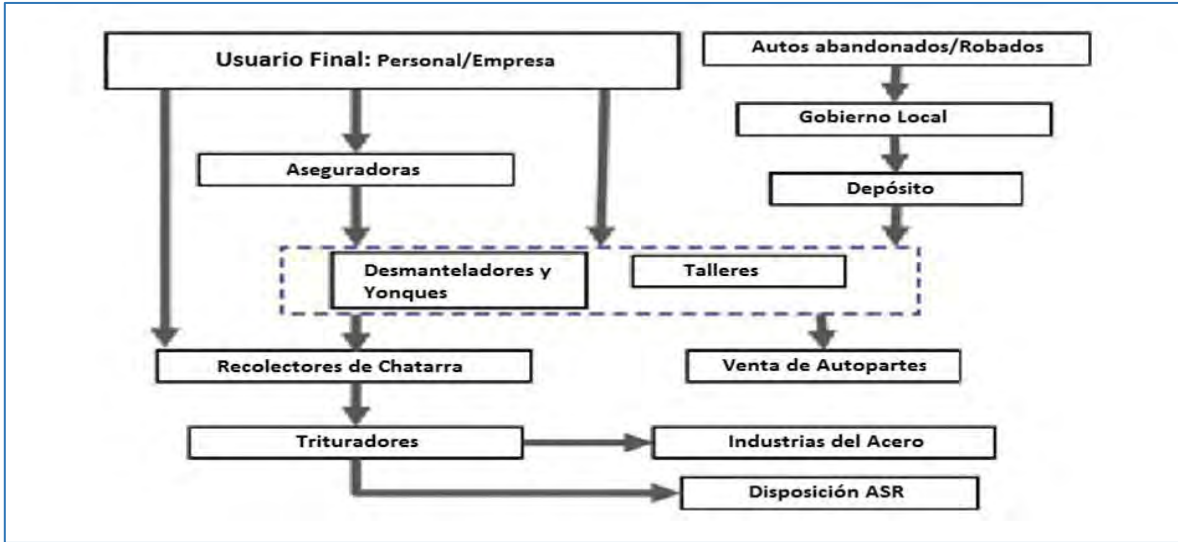 Usuario Final: Personal/Empresa
Autos abandonados/Robados
Gobierno Local
Aseguradoras
Depósito
Desmanteladores y
Yonques
Talleres
Recolectores de Chatarra
Venta de Autopartes
Trituradores
Industrias del Acero
Disposición ASR